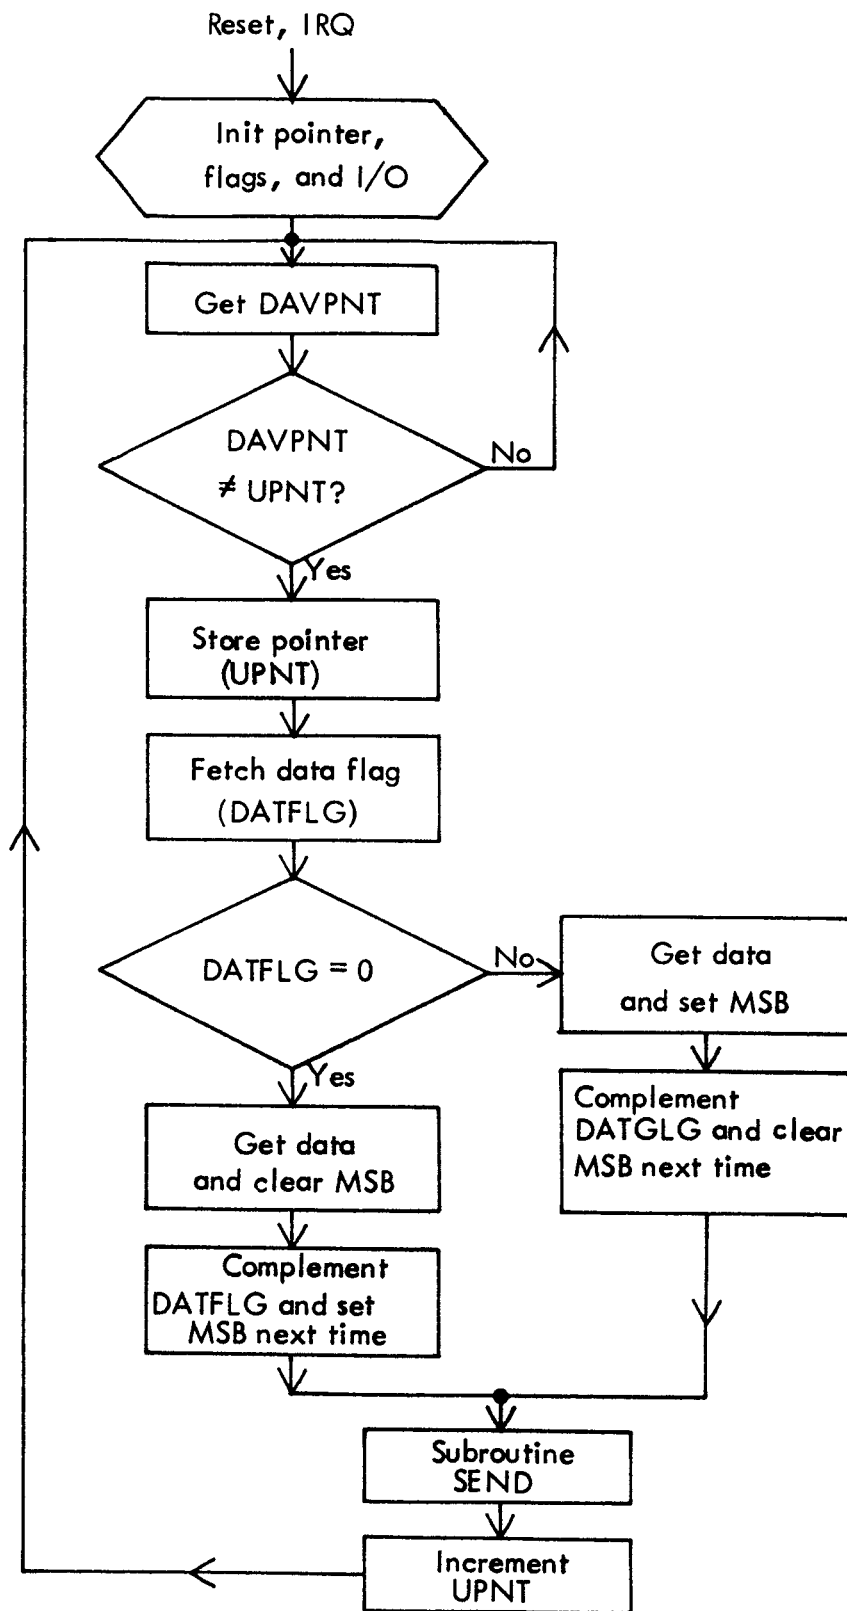 Reset, IRQ
Init pointer,
flags, and I/O
Get DAVPNT
DAVPNT
≠ UPNT?
No
Yes
Store pointer
(UPNT)
Fetch data flag
(DATFLG)
DATFLG = 0
No
Get data
and set MSB
Complement
DATGLG and clear
MSB next time
Yes
Get data
and clear MSB
Complement
DATFLG and set
MSB next time
Subroutine
SEND
Increment
UPNT